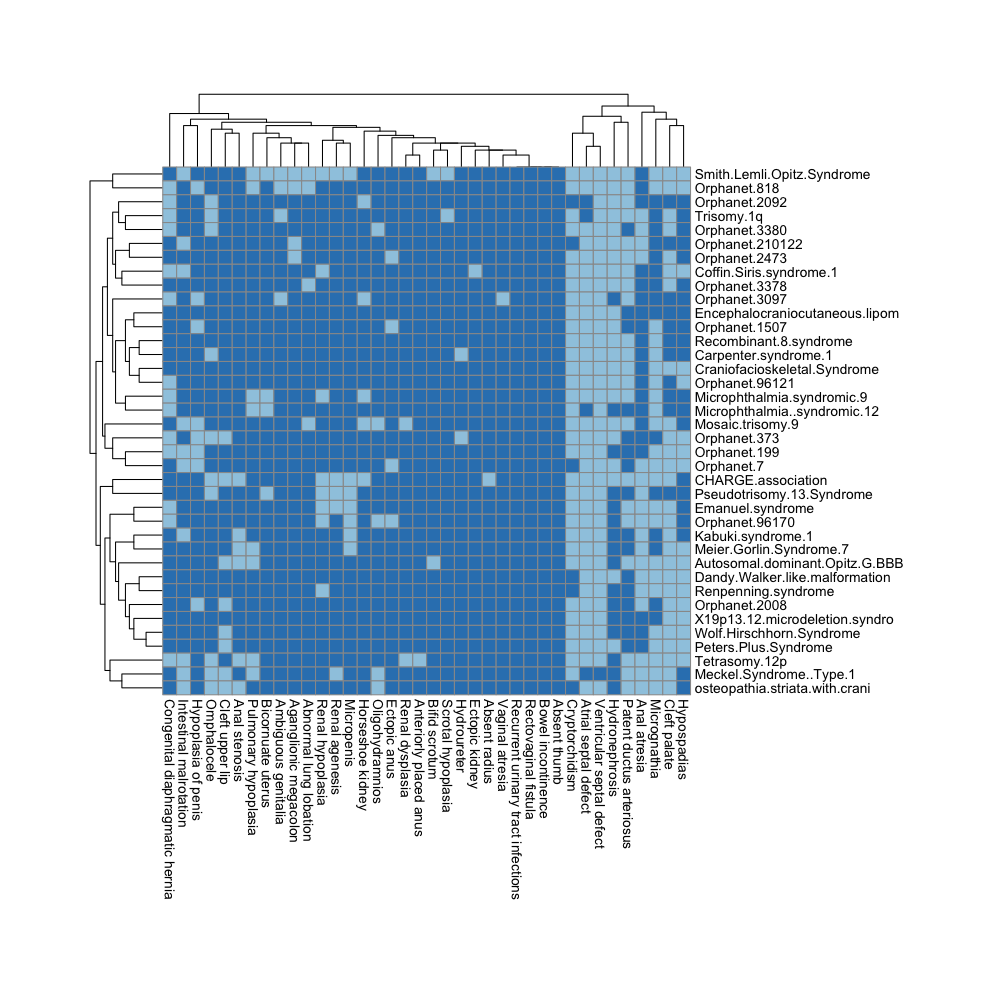 Smith.Lemli.Opitz.Syndrome
Orphanet.818
Orphanet.2092
Trisomy.1q
Orphanet.3380
Orphanet.210122
Orphanet.2473
Coffin.Siris.syndrome.1
Orphanet.3378
Orphanet.3097
Encephalocraniocutaneous.lipom
Orphanet.1507
Recombinant.8.syndrome
Carpenter.syndrome.1
Craniofacioskeletal.Syndrome
Orphanet.96121
Microphthalmia.syndromic.9
Microphthalmia..syndromic.12
Mosaic.trisomy.9
Orphanet.373
Orphanet.199
Orphanet.7
CHARGE.association
Pseudotrisomy.13.Syndrome
Emanuel.syndrome
Orphanet.96170
Kabuki.syndrome.1
Meier.Gorlin.Syndrome.7
Autosomal.dominant.Opitz.G.BBB
Dandy.Walker.like.malformation
Renpenning.syndrome
Orphanet.2008
X19p13.12.microdeletion.syndro
Wolf.Hirschhorn.Syndrome
Peters.Plus.Syndrome
Tetrasomy.12p
Meckel.Syndrome..Type.1
osteopathia.striata.with.crani
Congenital diaphragmatic hernia
Intestinal malrotation
Hypoplasia of penis
Omphalocele
Cleft upper lip
Anal stenosis
Pulmonary hypoplasia
Bicornuate uterus
Ambiguous genitalia
Aganglionic megacolon
Abnormal lung lobation
Renal hypoplasia
Renal agenesis
Micropenis
Horseshoe kidney
Oligohydramnios
Ectopic anus
Renal dysplasia
Anteriorly placed anus
Bifid scrotum
Scrotal hypoplasia
Hydroureter
Ectopic kidney
Absent radius
Vaginal atresia
Recurrent urinary tract infections
Rectovaginal fistula
Bowel incontinence
Absent thumb
Cryptorchidism
Atrial septal defect
Ventricular septal defect
Hydronephrosis
Patent ductus arteriosus
Anal atresia
Micrognathia
Cleft palate
Hypospadias